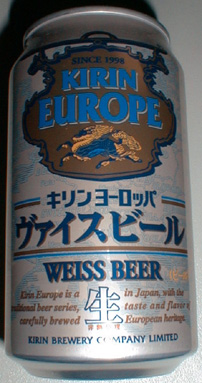 SINCE 1998
KIRIN
EUROPE
キリンヨーロッパ
ヴァイスビール
WEISS BEER
Kirin Europe is a 生 in Japan, with the
traditional beer series, taste and flavor of
carefully brewed European heritage.
KIRIN BREWERY COMPANY LIMITED